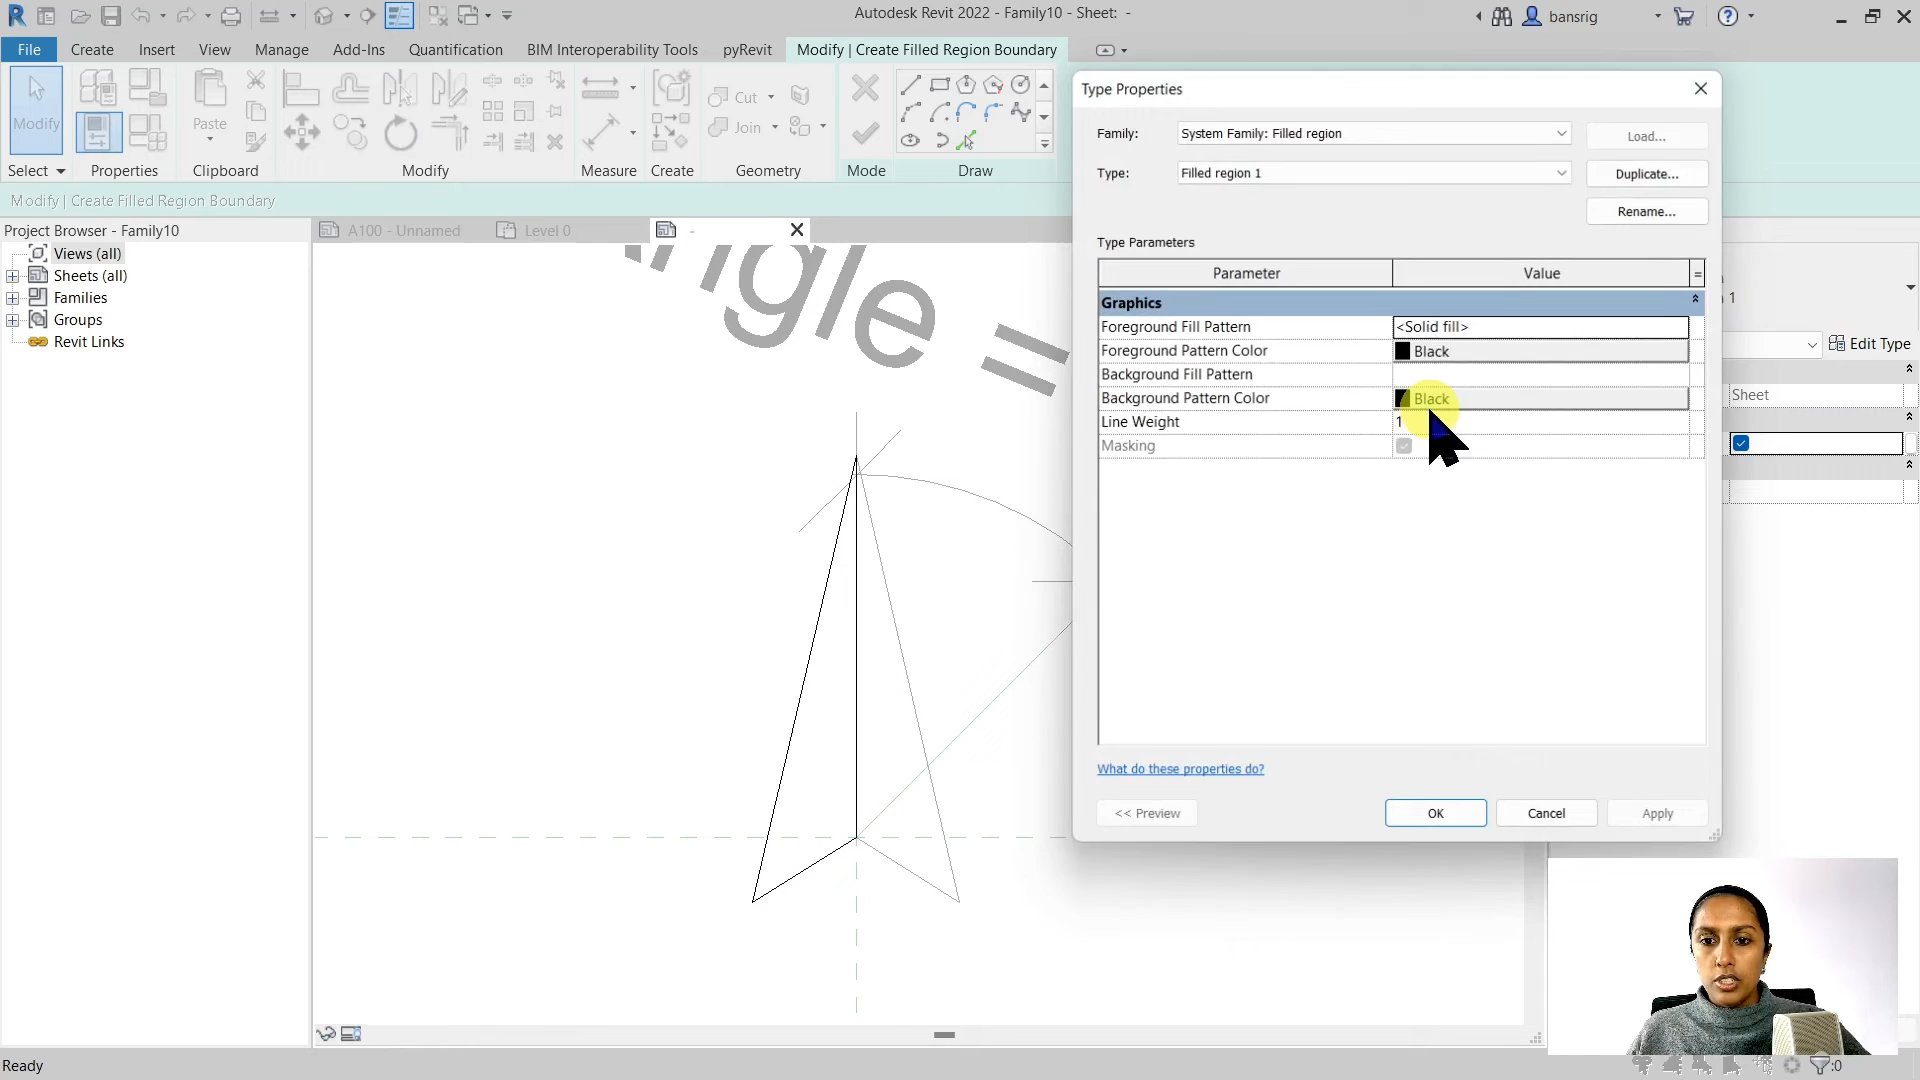 Autodesk Revit 2022 - Family10 - Sheet: -
bansrig
File Create Insert View Manage Add-Ins Quantification BIM Interoperability Tools pyRevit Modify | Create Filled Region Boundary
Modify
Paste
Cut
Join
Select Properties Clipboard Modify Measure Create Geometry Mode Draw
Modify | Create Filled Region Boundary
Project Browser - Family10
Views (all)
Sheets (all)
Families
Groups
Revit Links
A100 - Unnamed
Level 0
-
ngle =
Type Properties
Family:
System Family: Filled region
Load...
Type:
Filled region 1
Duplicate...
Rename...
Type Parameters
Parameter Value =
Graphics
Foreground Fill Pattern <Solid fill>
Foreground Pattern Color Black
Background Fill Pattern
Background Pattern Color Black
Line Weight 1
Masking
What do these properties do?
<< Preview
OK
Cancel
Apply
1
Edit Type
Sheet
Ready
:0